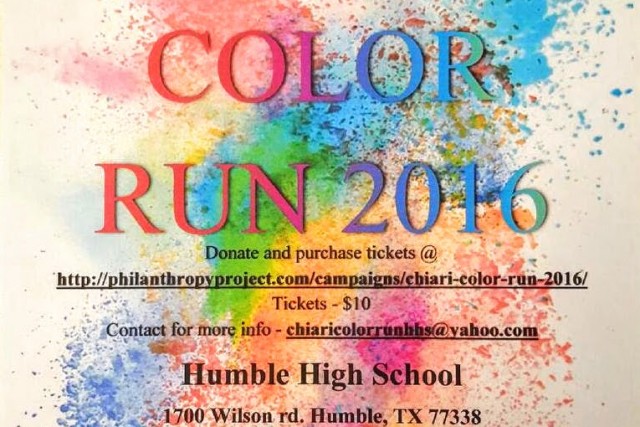 COLOR
RUN 2016
Donate and purchase tickets @
http://philanthropyproject.com/campaigns/chiari-color-run-2016/
Tickets - $10
Contact for more info - chiaricolorrunhhs@yahoo.com
Humble High School
1700 Wilson rd. Humble, TX 77338